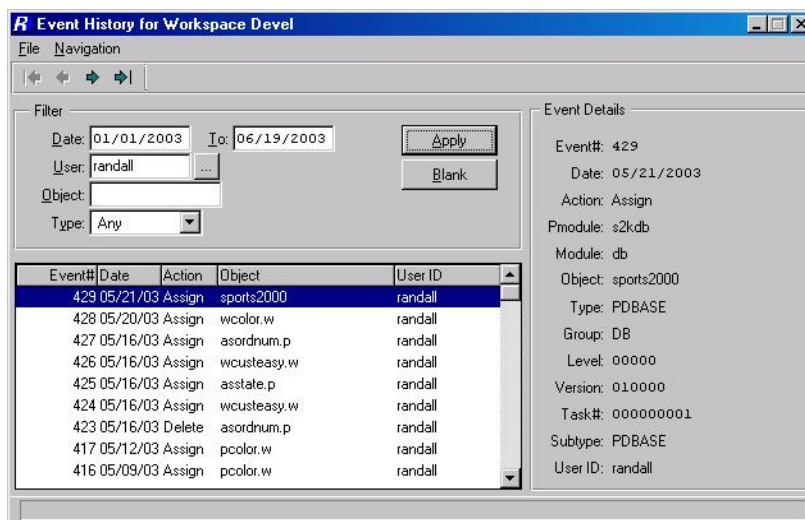 R Event History for Workspace Devel
File Navigation
Filter
Date: 01/01/2003 To: 06/19/2003 Apply
User: randall ... Blank
Object:
Type: Any
Event# Date Action Object User ID
429 05/21/03 Assign sports2000 randall
428 05/20/03 Assign wcolor.w randall
427 05/16/03 Assign asordnum.p randall
426 05/16/03 Assign wcusteasy.w randall
425 05/16/03 Assign asstate.p randall
424 05/16/03 Assign wcusteasy.w randall
423 05/16/03 Delete asordnum.p randall
417 05/12/03 Assign pcolor.w randall
416 05/09/03 Assign pcolor.w randall
Event Details
Event#: 429
Date: 05/21/2003
Action: Assign
Pmodule: s2kdb
Module: db
Object: sports2000
Type: PDBASE
Group: DB
Level: 00000
Version: 010000
Task#: 000000001
Subtype: PDBASE
User ID: randall